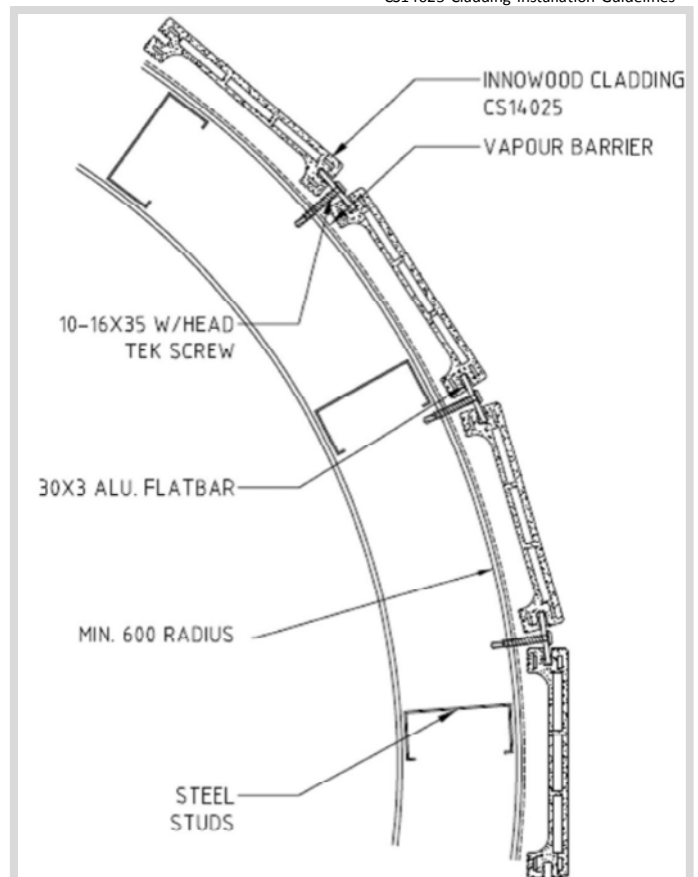 CS14025 Cladding Installation Guidelines
INNOWOOD CLADDING
CS14025
VAPOUR BARRIER
10-16X35 W/HEAD
TEK SCREW
30X3 ALU. FLATBAR
MIN. 600 RADIUS
STEEL
STUDS